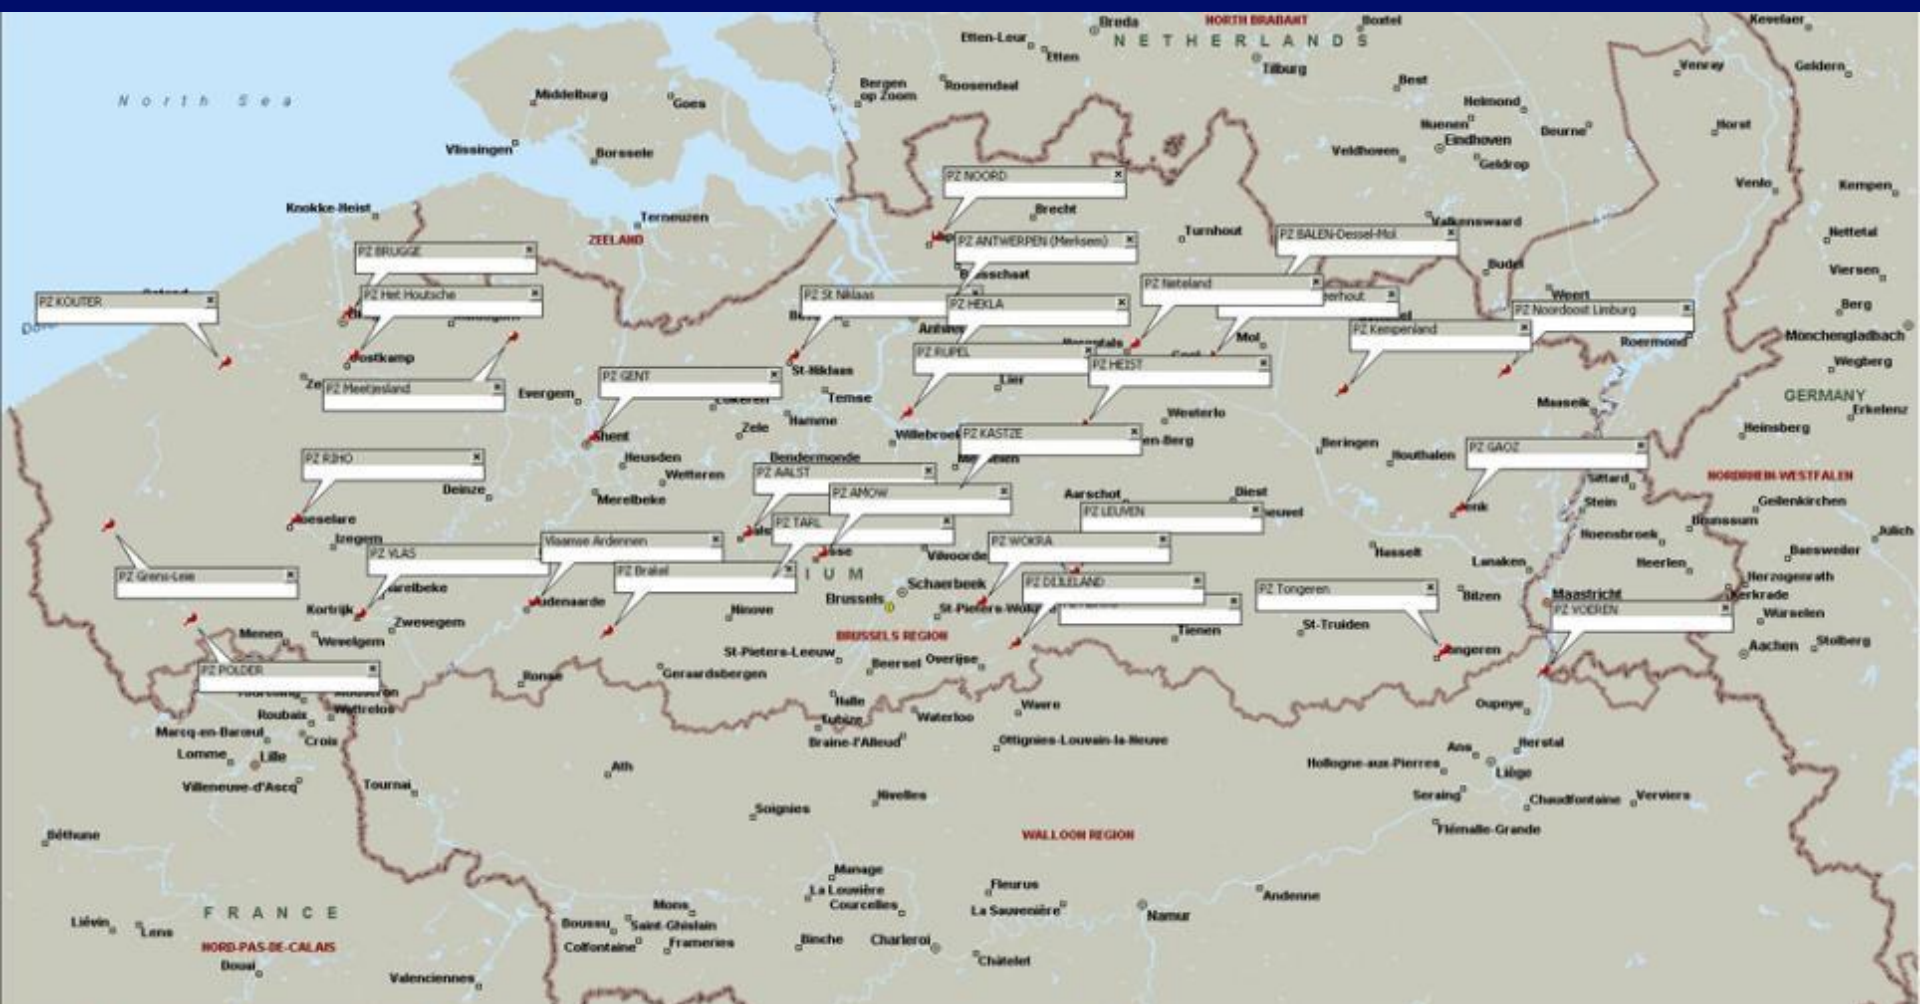 Breda
NORTH BRABANT
Boxtel
Kevelaer
Etten-Leur
NETHERLANDS
Etten
Tilburg
Venray
Geldern
Bergen
op Zoom
Roosendaal
Best
North Sea
Middelburg
Goes
Helmond
Nuenen
Deurne
Horst
Vlissingen
Borssele
Veldhoven
Eindhoven
Geldrop
PZ NOORD
Venlo
Kempen
Knokke-Heist
Terneuzen
Brecht
Valkenswaard
Turnhout
PZ BALEN-Dessel-Mol
Nettetal
ZEELAND
PZ ANTWERPEN (Merksem)
PZ BRUGGE
Budel
Viersen
PZ Neteland
Weert
PZ KOUTER
PZ Het Houtsche
PZ St Niklaas
PZ HEKLA
PZ Noordoost Limburg
Berg
PZ Kempenland
Mönchengladbach
Mol
Roermond
Oostkamp
PZ RUPEL
PZ HEIST
Wegberg
St-Niklaas
PZ GENT
Lier
PZ Meetjesland
Evergem
Temse
GERMANY
Maaseik
Erkelenz
Hamme
Westerlo
Zele
Heinsberg
Ghent
PZ KASTZE
Beringen
Houthalen
PZ GAOZ
PZ RIHO
Heusden
Dendermonde
Wetteren
PZ AALST
Sittard
NORDRHEIN-WESTFALEN
Deinze
Merelbeke
PZ AMOW
Aarschot
Diest
Stein
Geilenkirchen
PZ LEUVEN
PZ TARL
Brunssum
Roeselare
Izegem
Hoensbroek
Jülich
PZ VLAS
Vlaamse Ardennen
Vilvoorde
PZ WOKRA
Hasselt
Baesweiler
Lanaken
Heerlen
PZ Grens-Leie
PZ Brakel
IUM
Schaerbeek
PZ DIJLELAND
PZ Tongeren
Herzogenrath
Kerkrade
Brussels
Bilzen
Maastricht
Kortrijk
Oudenaarde
Ninove
PZ VOEREN
Würselen
Zwevegem
Menen
Wevelgem
BRUSSELS REGION
Tienen
St-Truiden
Stolberg
Aachen
St-Pieters-Leeuw
Beersel
Overijse
Tongeren
PZ POLDER
Ronse
Geraardsbergen
Halle
Wavre
Oupeye
Wattrelos
Roubaix
Tubize
Waterloo
Marcq-en-Barœul
Croix
Braine-l'Alleud
Ottignies-Louvain-la-Neuve
Herstal
Lomme
Lille
Ans
Ath
Hollogne-aux-Pierres
Liège
Villeneuve-d'Ascq
Tournai
Nivelles
Seraing
Chaudfontaine
Verviers
Soignies
Béthune
WALLOON REGION
Flémalle-Grande
Manage
La Louvière
Fleurus
Andenne
Mons
Courcelles
La Sauvenière
Namur
FRANCE
Liévin
Lens
Boussu
Saint-Ghislain
NORD-PAS-DE-CALAIS
Colfontaine
Frameries
Binche
Charleroi
Douai
Châtelet
Valenciennes